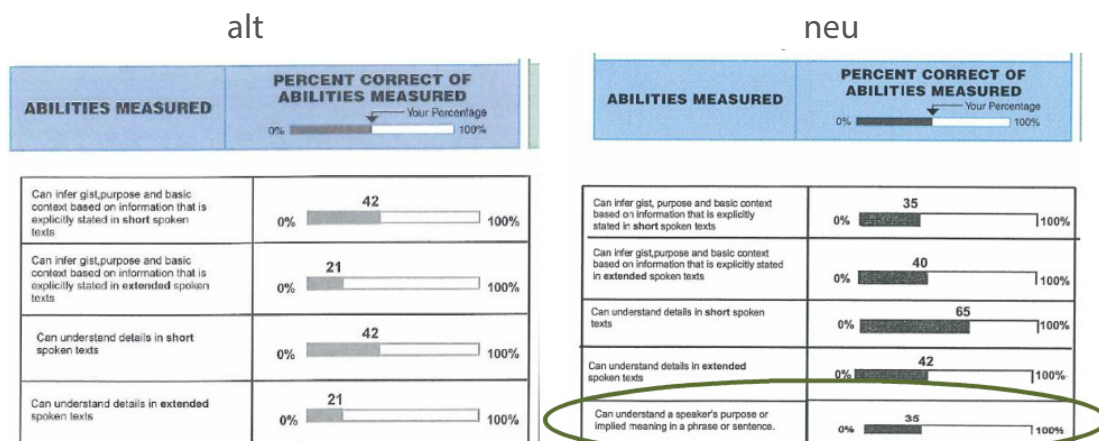 alt
ABILITIES MEASURED
PERCENT CORRECT OF
ABILITIES MEASURED
Your Percentage
0% 100%
Can infer gist,purpose and basic
context based on information that is
explicitly stated in short spoken
texts
42
0% 100%
Can infer gist,purpose and basic
context based on information that is
explicitly stated in extended spoken
texts
21
0% 100%
Can understand details in short
spoken texts
42
0% 100%
Can understand details in extended
spoken texts
21
0% 100%
neu
ABILITIES MEASURED
PERCENT CORRECT OF
ABILITIES MEASURED
Your Percentage
0% 100%
Can infer gist, purpose and basic context
based on information that is explicitly
stated in short spoken texts
35
0% 100%
Can infer gist,purpose and basic
context based on information that is explicitly stated
in extended spoken texts
40
0% 100%
Can understand details in short spoken
texts
65
0% 100%
Can understand details in extended
spoken texts
42
0% 100%
Can understand a speaker's purpose or
implied meaning in a phrase or sentence.
35
0% 100%